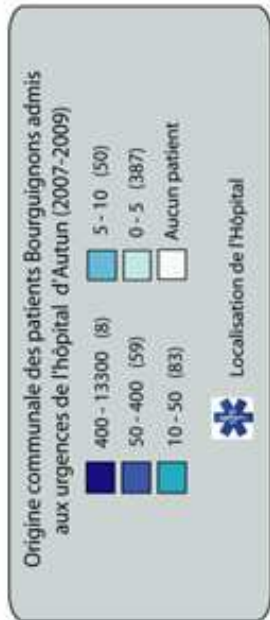 Origine communale des patients Bourguignons admis
aux urgences de l'hôpital d'Autun (2007-2009)
400 - 13300 (8)
50 - 400 (59)
10 - 50 (83)
5 - 10 (50)
0 - 5 (387)
Aucun patient
Localisation de l'Hôpital